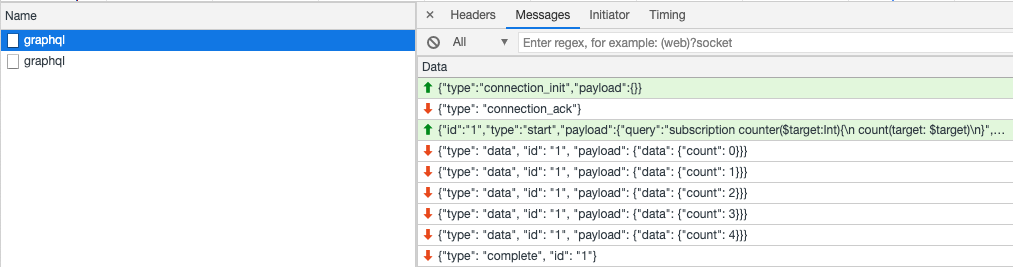 Name
graphql
graphql
× Headers Messages Initiator Timing
All ▼ Enter regex, for example: (web)?socket
Data
{"type":"connection_init","payload":{}}
{"type": "connection_ack"}
{"id":"1","type":"start","payload":{"query":"subscription counter($target:Int){\n count(target: $target)\n}",...
{"type": "data", "id": "1", "payload": {"data": {"count": 0}}}
{"type": "data", "id": "1", "payload": {"data": {"count": 1}}}
{"type": "data", "id": "1", "payload": {"data": {"count": 2}}}
{"type": "data", "id": "1", "payload": {"data": {"count": 3}}}
{"type": "data", "id": "1", "payload": {"data": {"count": 4}}}
{"type": "complete", "id": "1"}